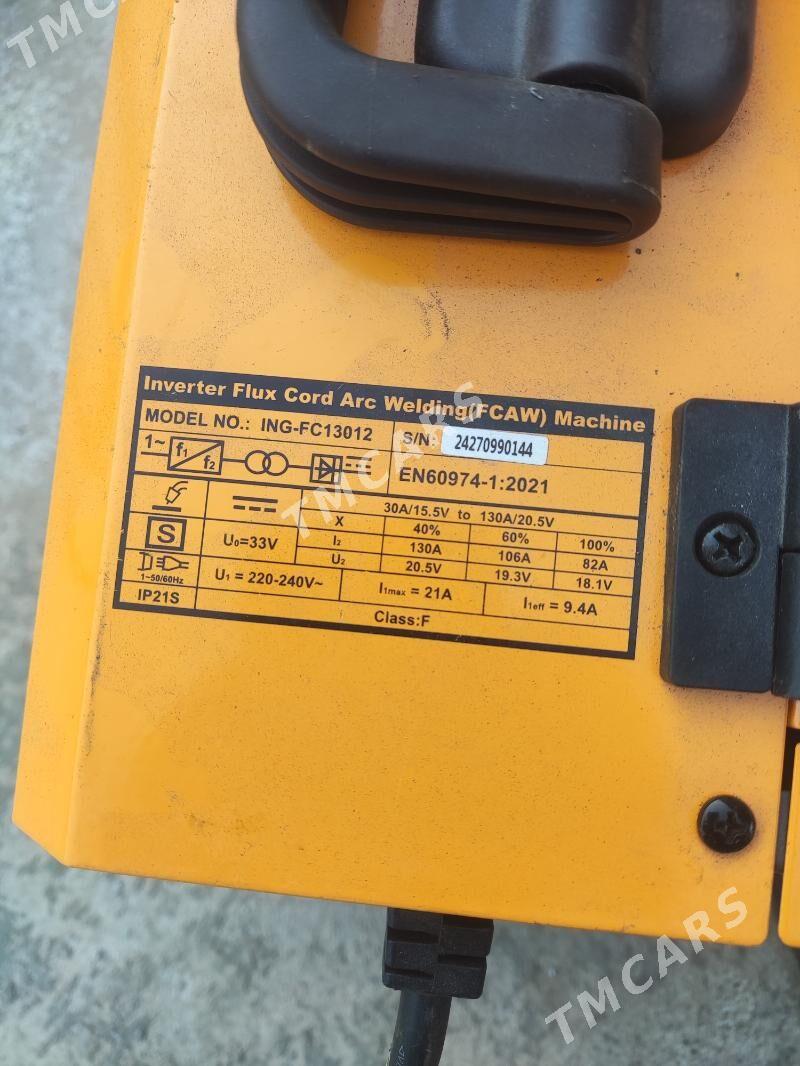 TMCARS
Inverter Flux Cord Arc Welding(FCAW) Machine
MODEL NO.: ING-FC13012
S/N: 24270990144
1~ f1 f2
EN60974-1:2021
TMCARS
30A/15.5V to 130A/20.5V
X 40% 60% 100%
S U0=33V I2 130A 106A 82A
U2 20.5V 19.3V 18.1V
1~50/60Hz U1 = 220-240V~ I1max = 21A I1eff = 9.4A
IP21S
Class:F
TMCARS